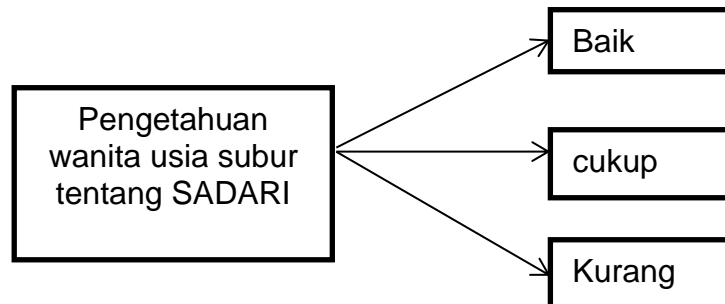 Pengetahuan
wanita usia subur
tentang SADARI
Baik
cukup
Kurang